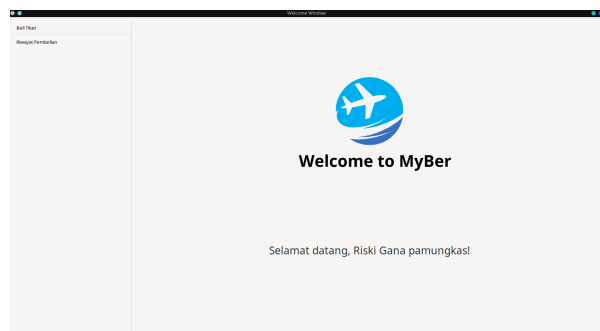 Welcome Window
Beli Tiket
Riwayat Pembelian
Welcome to MyBer
Selamat datang, Riski Gana pamungkas!